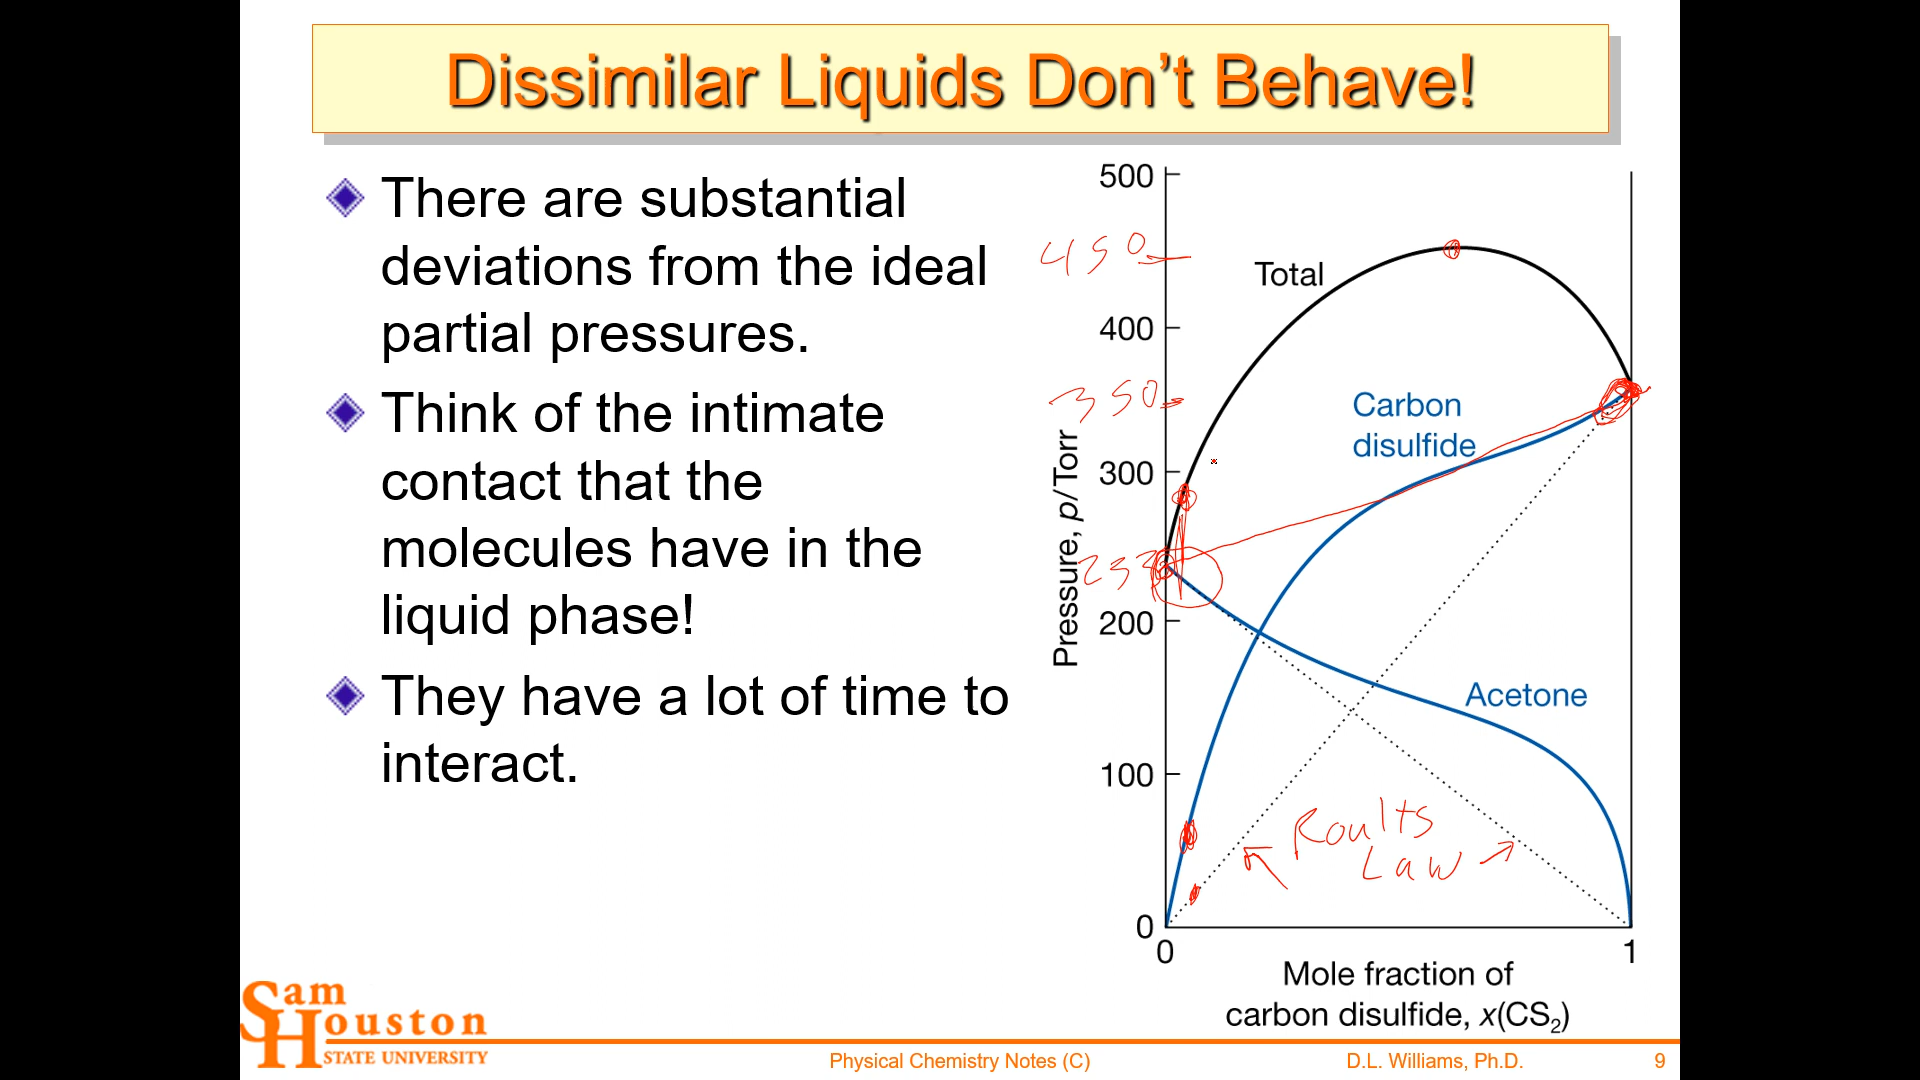 Dissimilar Liquids Don’t Behave!
There are substantial
deviations from the ideal
partial pressures.
Think of the intimate
contact that the
molecules have in the
liquid phase!
They have a lot of time to
interact.
500
450
Total
400
350
Carbon
disulfide
300
233
200
Acetone
100
Roults
Law
0
0
1
Pressure, p/Torr
Mole fraction of
carbon disulfide, x(CS₂)
Sam
Houston
STATE UNIVERSITY
Physical Chemistry Notes (C)
D.L. Williams, Ph.D.
9